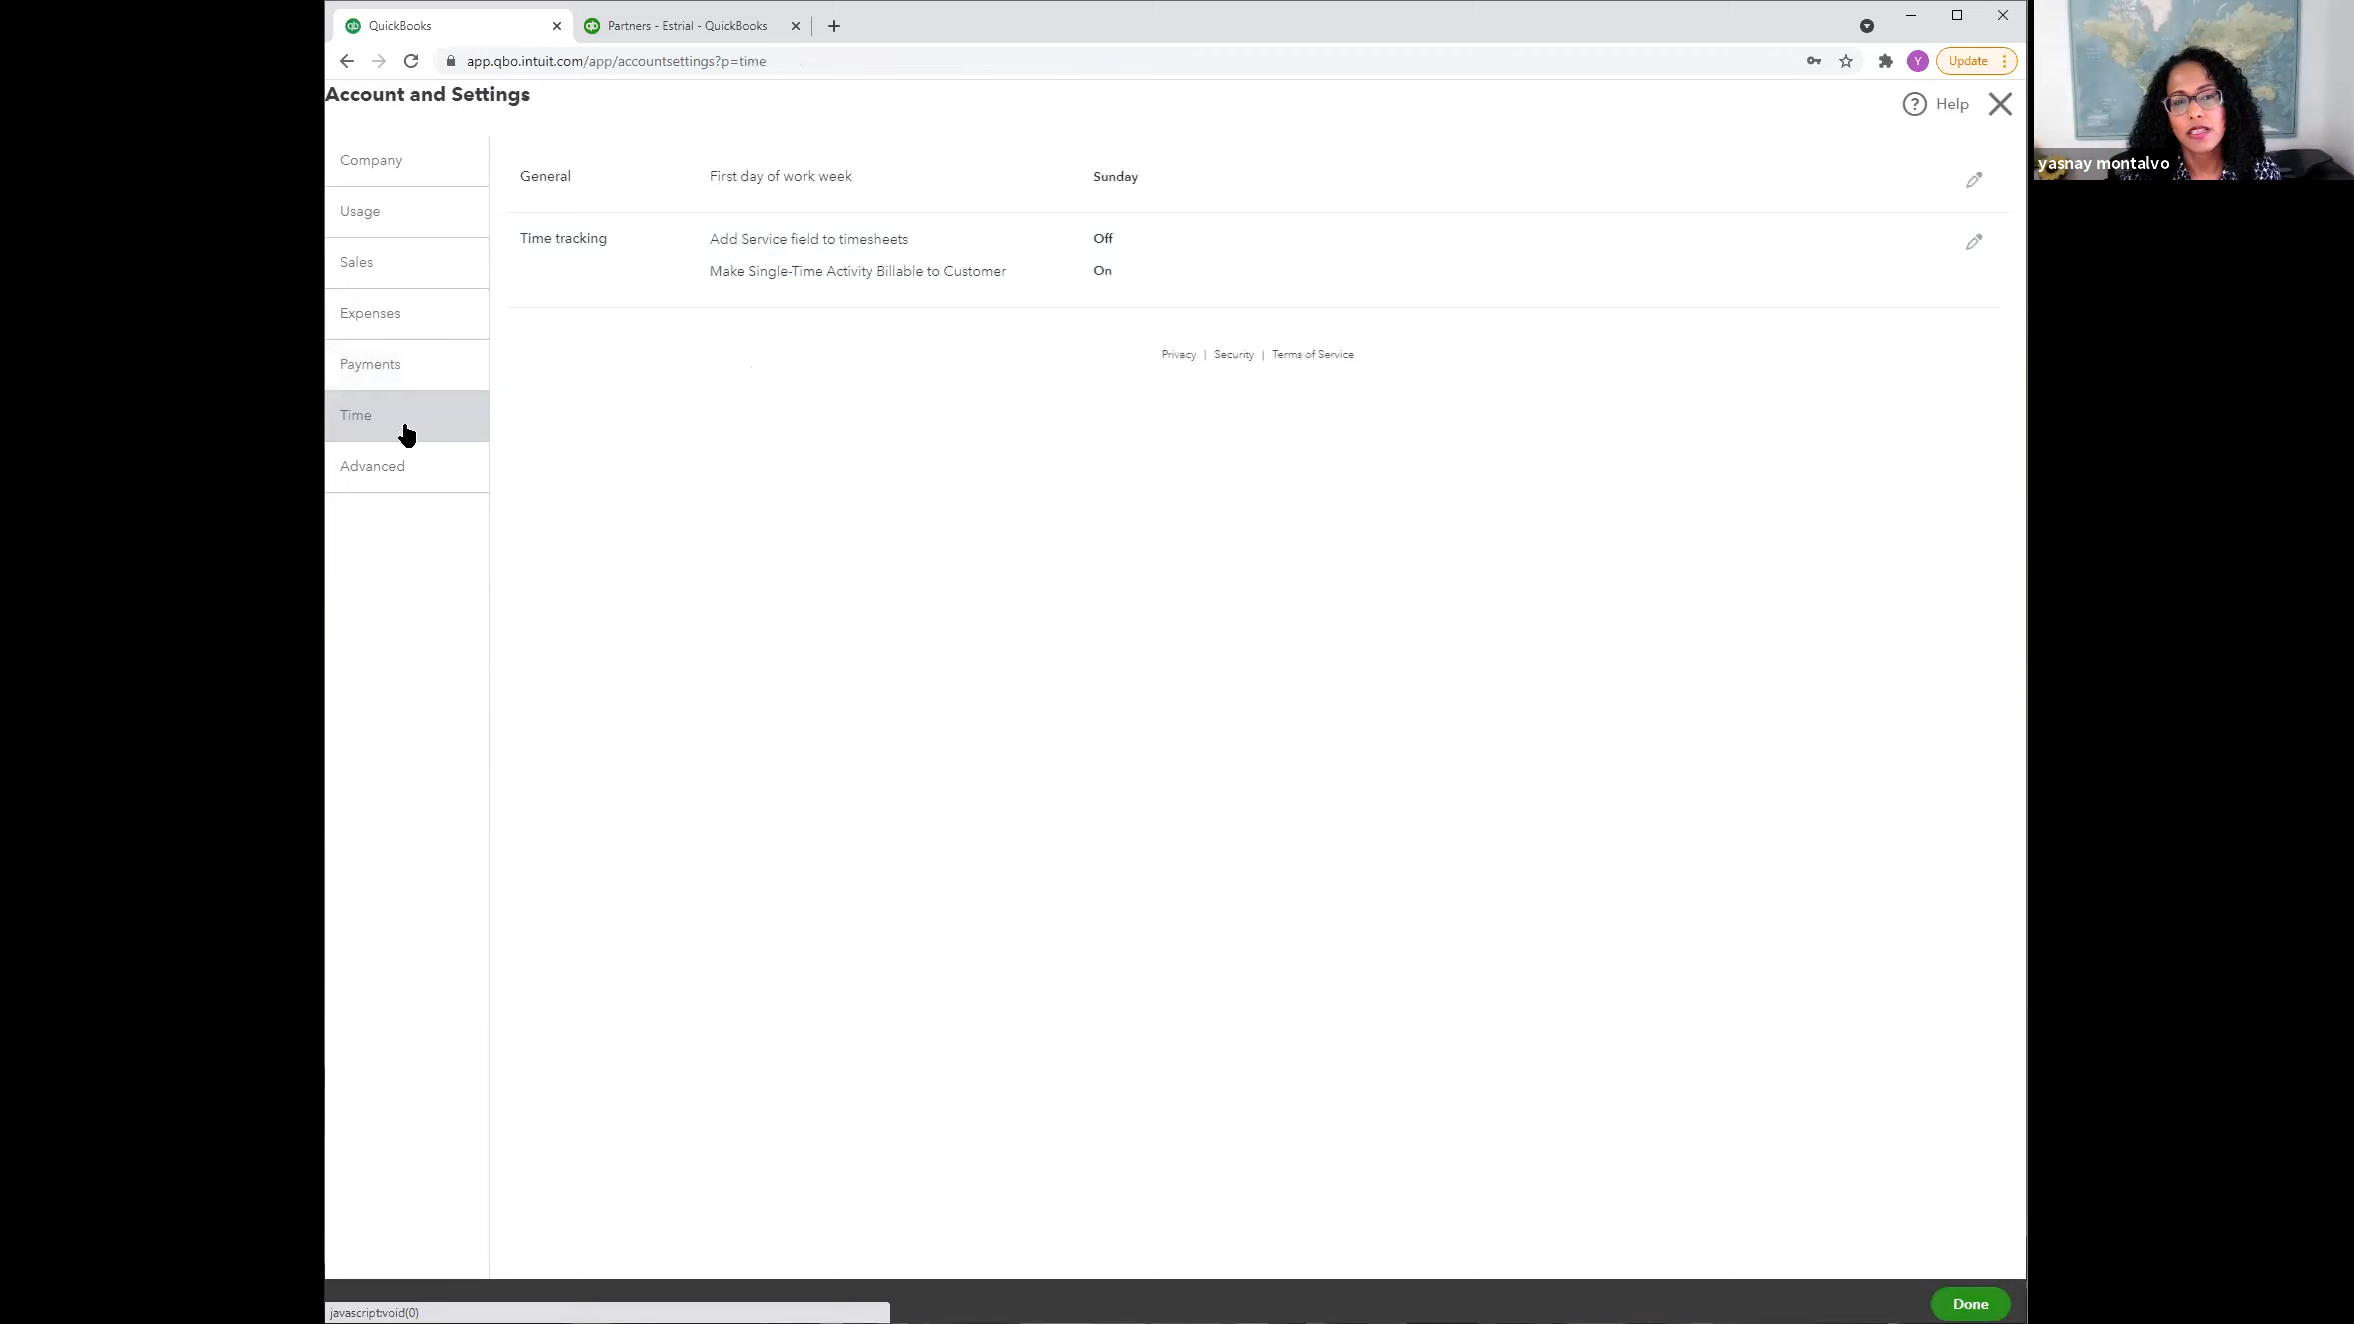 QuickBooks
Partners - Estrial - QuickBooks
app.qbo.intuit.com/app/accountsettings?p=time
Y
Update
Account and Settings
Help
yasnay montalvo
Company
Usage
Sales
Expenses
Payments
Time
Advanced
General First day of work week Sunday
Time tracking Add Service field to timesheets Off
Make Single-Time Activity Billable to Customer On
Privacy | Security | Terms of Service
javascript:void(0)
Done